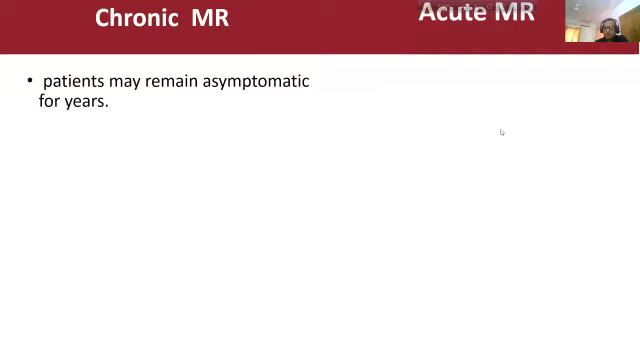 Chronic MR
Acute MR
• patients may remain asymptomatic
for years.